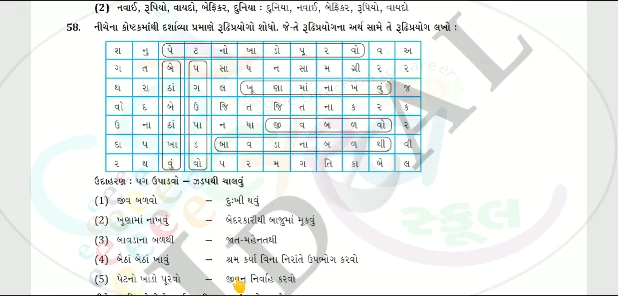 (2) નવાઈ, રૂપિયો, વાયદો, બેફિકર, દુનિયા : દુનિયા, નવાઈ, બેફિકર, રૂપિયો, વાયદો
58. નીચેના કોષ્ટકમાંથી દર્શાવ્યા પ્રમાણે રૂઢિપ્રયોગો શોધો. જે-તે રૂઢિપ્રયોગના અર્થ સામે તે રૂઢિપ્રયોગ લખો :
શ નુ પે ટ નો ખા ડો પૂ ર વો વ અ
ગ ત બે પ સા ધ ન સા મ ગ્રી ર ર
થ રા ઠાં ગ લ ખૂ ણા માં ના ખ વું જ
વો દ બે ઉ જિ ત જિ ત ના ક ર ક
ઉ ના ઠાં પા ન ધા જી વ બ ળ વો ર
દા પ ખા ડ બા વ ડા ના બ ળ થી વી
ર થ વું વો પ ર મ ગ તિ કા બે લ
ઉદાહરણ : પગ ઉપાડવો – ઝડપથી ચાલવું
(1) જીવ બળવો – દુઃખી થવું
(2) ખૂણામાં નાખવું – બેદરકારીથી બાજુમાં મૂકવું
(3) બાવડાના બળથી – જાત-મહેનતથી
(4) બેઠાં બેઠાં ખાવું – શ્રમ કર્યા વિના નિરાંતે ઉપભોગ કરવો
(5) પેટનો ખાડો પૂરવો – જીવન નિર્વાહ કરવો
સ્કૂલ